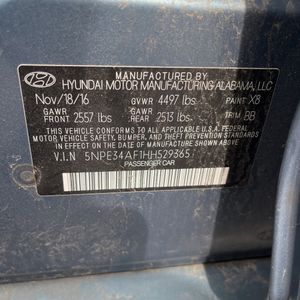 MANUFACTURED BY
HYUNDAI MOTOR MANUFACTURING ALABAMA, LLC
Nov/18/16 GVWR 4497 lbs PAINT X8
GAWR GAWR
FRONT 2557 lbs REAR 2513 lbs TRIM BB
THIS VEHICLE CONFORMS TO ALL APPLICABLE U.S. FEDERAL
MOTOR VEHICLE SAFETY, BUMPER, AND THEFT PREVENTION
STANDARDS IN EFFECT ON THE DATE OF MANUFACTURE SHOWN ABOVE.
V.I.N 5NPE34AF1HH529365
PASSENGER CAR